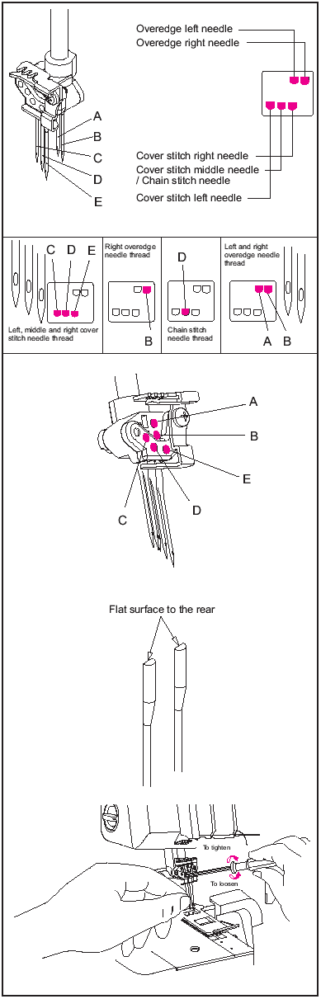 Overedge left needle
Overedge right needle
A
B
C
D
E
Cover stitch right needle
Cover stitch middle needle
/ Chain stitch needle
Cover stitch left needle
C D E
Left, middle and right cover
stitch needle thread
Right overedge
needle thread
B
D
Chain stitch
needle thread
Left and right
overedge needle
thread
A B
A
B
E
D
C
Flat surface to the rear
To tighten
To loosen